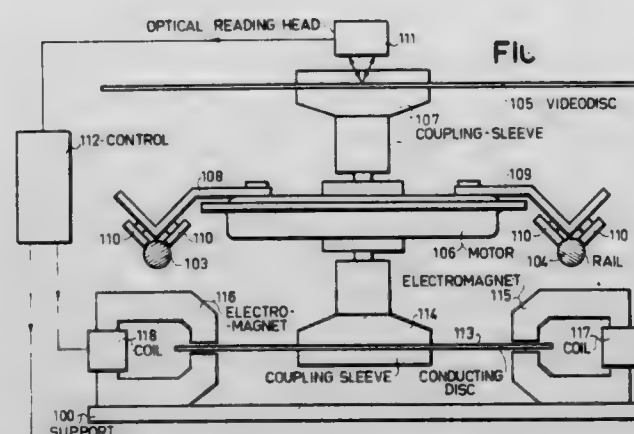 OPTICAL READING HEAD
111
FIG
105 VIDEODISC
107
COUPLING-SLEEVE
112-CONTROL
108
109
110
110
110
110
103
106 MOTOR
104
RAIL
116
ELECTRO-
MAGNET
ELECTROMAGNET
115
114
118
COIL
113
117
COIL
COUPLING SLEEVE
CONDUCTING
DISC
100
SUPPORT